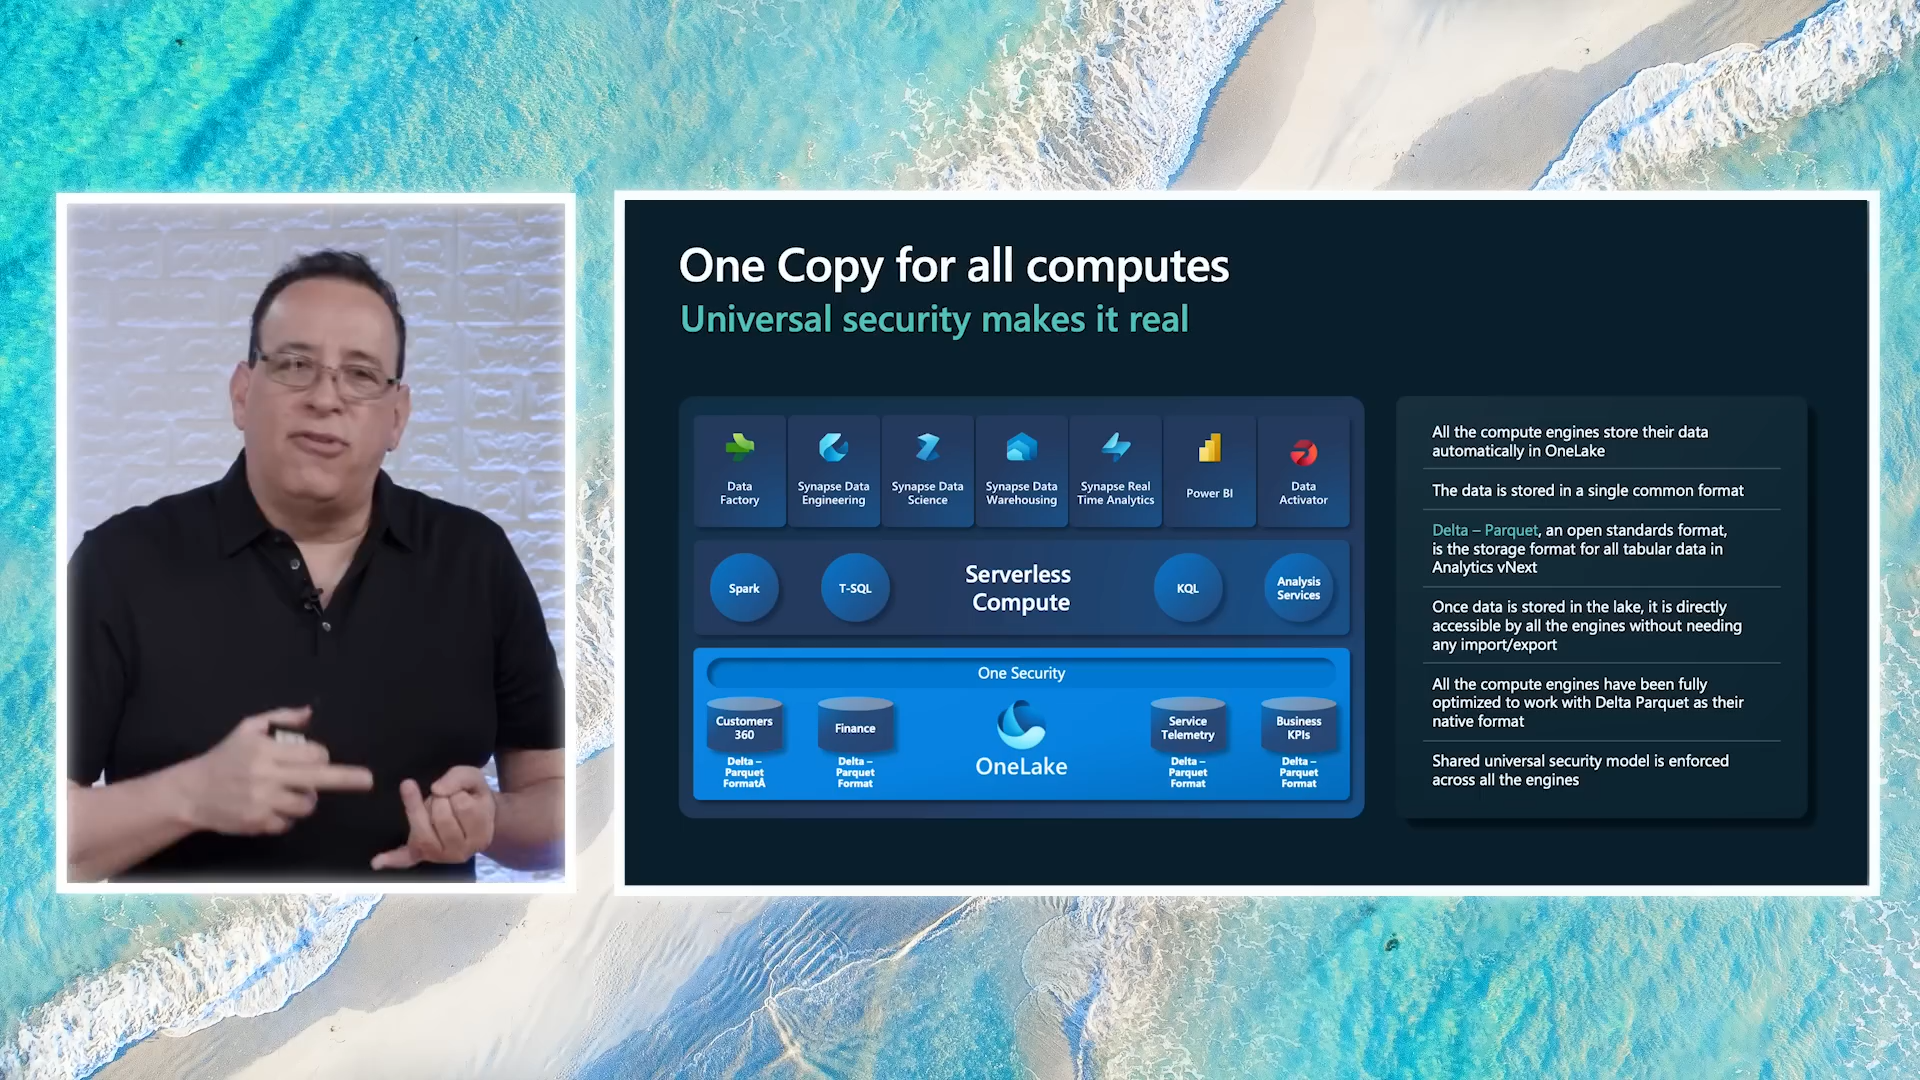 One Copy for all computes
Universal security makes it real
Data
Factory
Synapse Data
Engineering
Synapse Data
Science
Synapse Data
Warehousing
Synapse Real
Time Analytics
Power BI
Data
Activator
Spark
T-SQL
Serverless
Compute
KQL
Analysis
Services
One Security
Customers
360
Delta –
Parquet
FormatÂ
Finance
Delta –
Parquet
Format
OneLake
Service
Telemetry
Delta –
Parquet
Format
Business
KPIs
Delta –
Parquet
Format
All the compute engines store their data
automatically in OneLake
The data is stored in a single common format
Delta – Parquet, an open standards format,
is the storage format for all tabular data in
Analytics vNext
Once data is stored in the lake, it is directly
accessible by all the engines without needing
any import/export
All the compute engines have been fully
optimized to work with Delta Parquet as their
native format
Shared universal security model is enforced
across all the engines